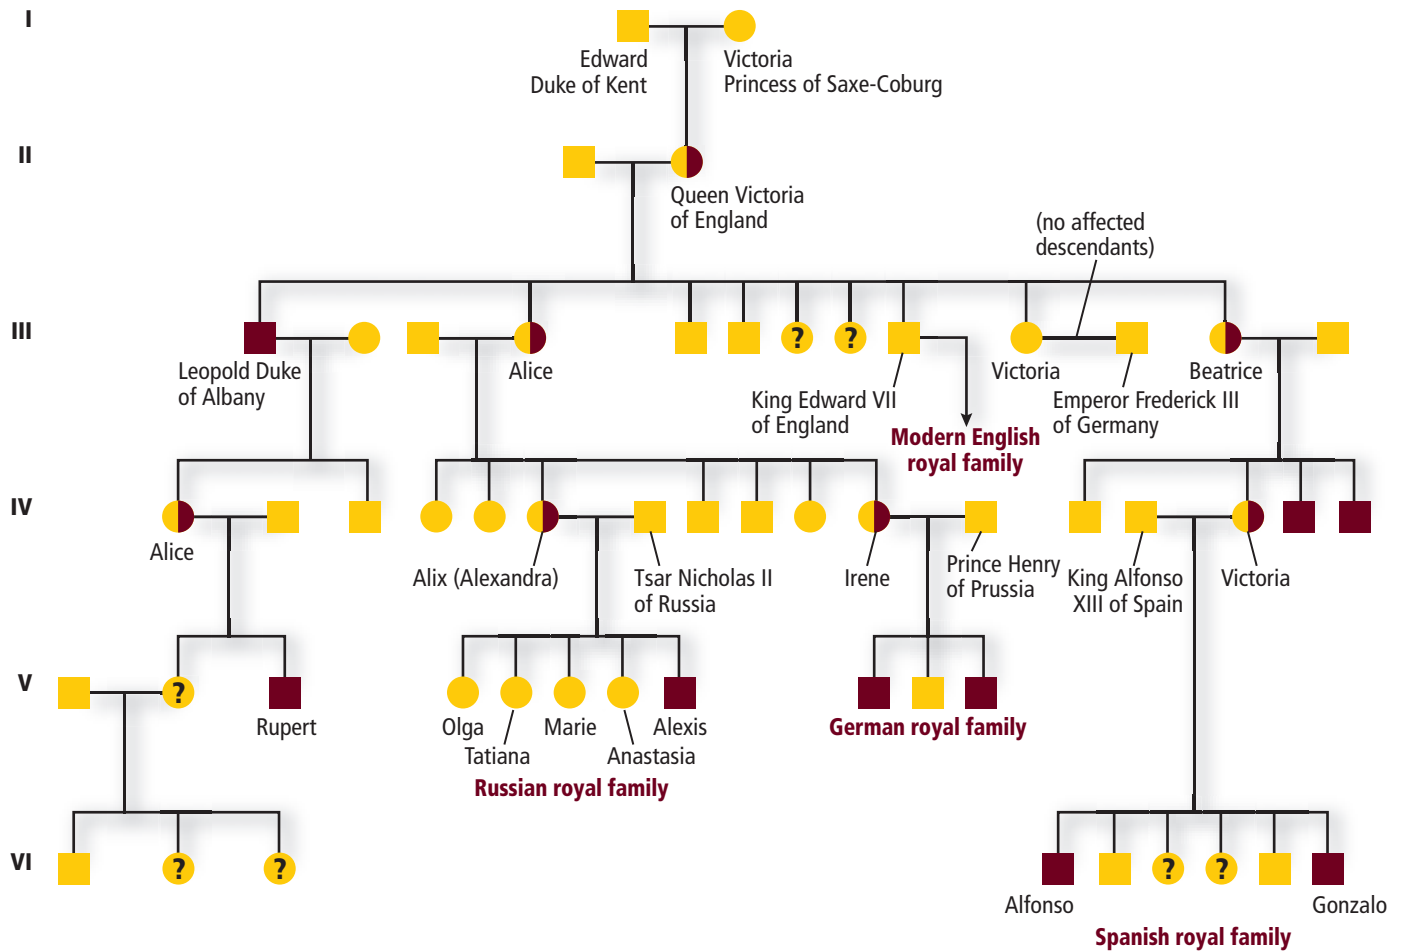 I
Edward
Duke of Kent
Victoria
Princess of Saxe-Coburg
II
Queen Victoria
of England
(no affected
descendants)
III
?
?
Leopold Duke
of Albany
Alice
King Edward VII
of England
Modern English
royal family
Victoria
Emperor Frederick III
of Germany
Beatrice
IV
Alice
Alix (Alexandra)
Tsar Nicholas II
of Russia
Irene
Prince Henry
of Prussia
King Alfonso
XIII of Spain
Victoria
V
?
Rupert
Olga
Tatiana
Marie
Anastasia
Alexis
Russian royal family
German royal family
VI
?
?
?
?
Alfonso
Gonzalo
Spanish royal family